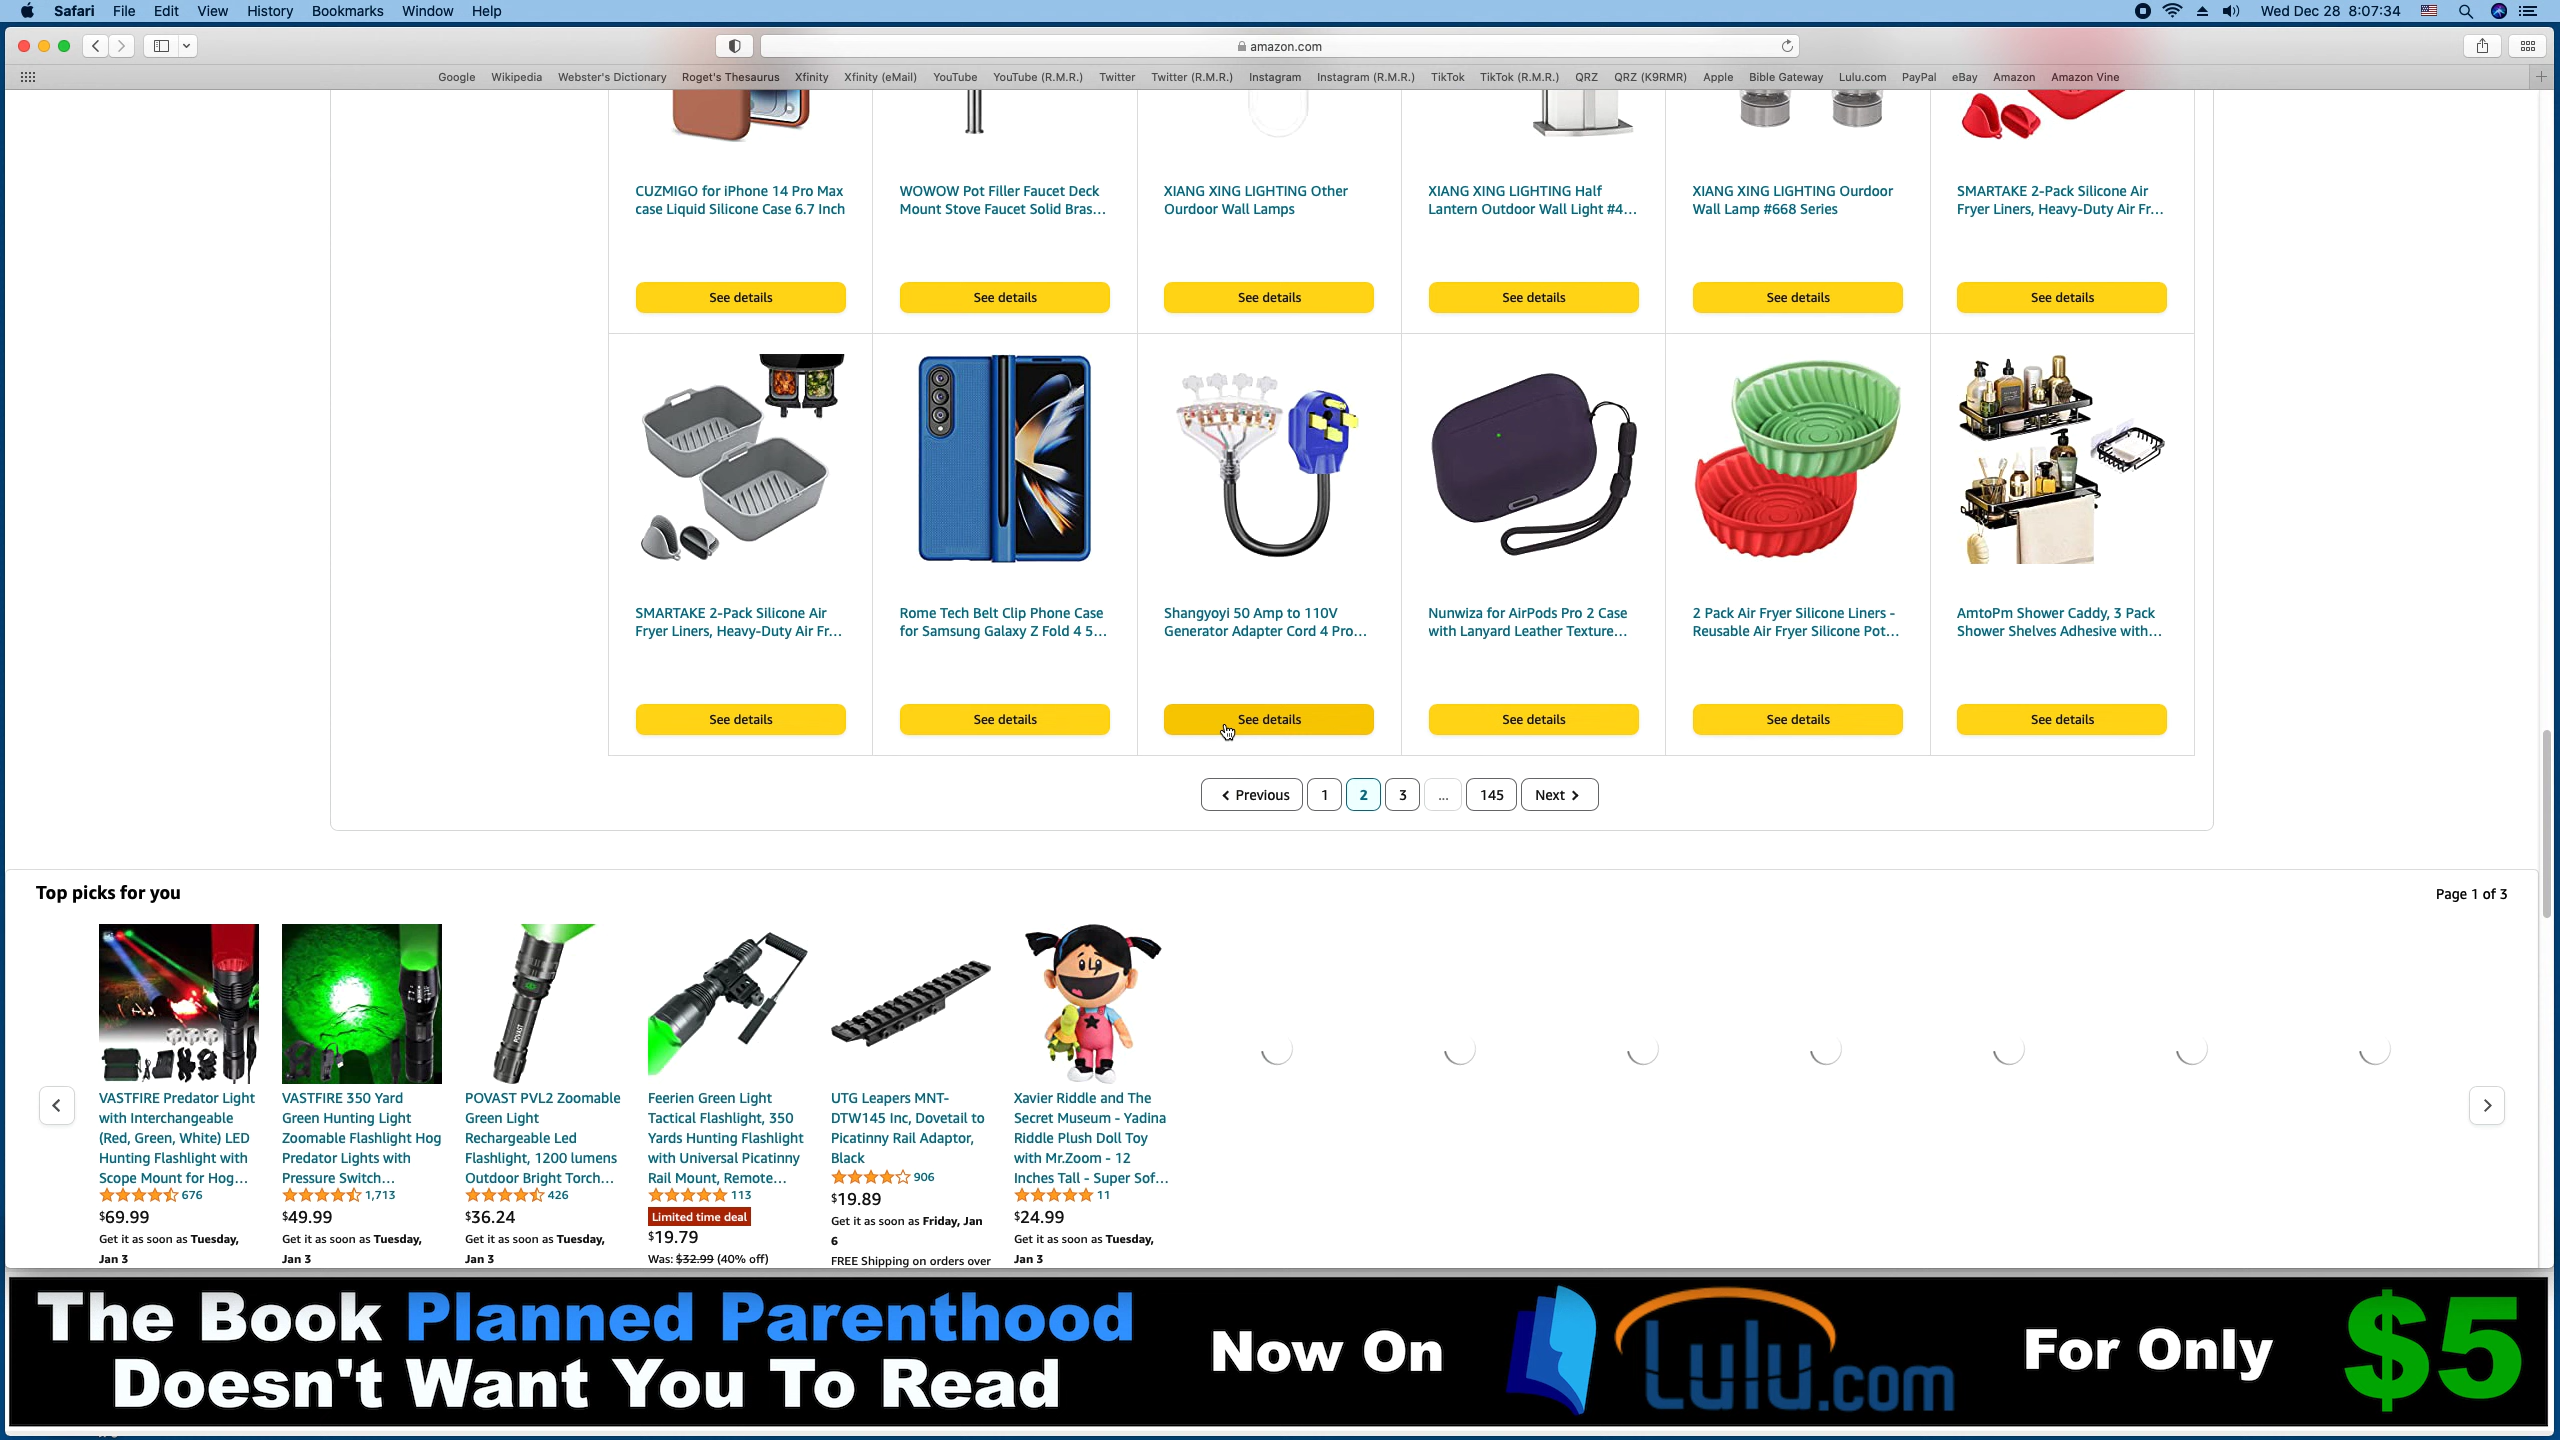 Safari File Edit View History Bookmarks Window Help
Wed Dec 28 8:07:34
amazon.com
Google Wikipedia Webster's Dictionary Roget's Thesaurus Xfinity Xfinity (eMail) YouTube YouTube (R.M.R.) Twitter Twitter (R.M.R.) Instagram Instagram (R.M.R.) TikTok TikTok (R.M.R.) QRZ QRZ (K9RMR) Apple Bible Gateway Lulu.com PayPal eBay Amazon Amazon Vine
CUZMIGO for iPhone 14 Pro Max
case Liquid Silicone Case 6.7 Inch
WOWOW Pot Filler Faucet Deck
Mount Stove Faucet Solid Bras...
XIANG XING LIGHTING Other
Ourdoor Wall Lamps
XIANG XING LIGHTING Half
Lantern Outdoor Wall Light #4...
XIANG XING LIGHTING Ourdoor
Wall Lamp #668 Series
SMARTAKE 2-Pack Silicone Air
Fryer Liners, Heavy-Duty Air Fr...
See details See details See details See details See details See details
SMARTAKE 2-Pack Silicone Air
Fryer Liners, Heavy-Duty Air Fr...
Rome Tech Belt Clip Phone Case
for Samsung Galaxy Z Fold 4 5...
Shangyoyi 50 Amp to 110V
Generator Adapter Cord 4 Pro...
Nunwiza for AirPods Pro 2 Case
with Lanyard Leather Texture...
2 Pack Air Fryer Silicone Liners -
Reusable Air Fryer Silicone Pot...
AmtoPm Shower Caddy, 3 Pack
Shower Shelves Adhesive with...
See details See details See details See details See details See details
Previous 1 2 3 ... 145 Next
Top picks for you
Page 1 of 3
VASTFIRE Predator Light
with Interchangeable
(Red, Green, White) LED
Hunting Flashlight with
Scope Mount for Hog...
676
$69.99
Get it as soon as Tuesday,
Jan 3
VASTFIRE 350 Yard
Green Hunting Light
Zoomable Flashlight Hog
Predator Lights with
Pressure Switch...
1,713
$49.99
Get it as soon as Tuesday,
Jan 3
POVAST
POVAST PVL2 Zoomable
Green Light
Rechargeable Led
Flashlight, 1200 lumens
Outdoor Bright Torch...
426
$36.24
Get it as soon as Tuesday,
Jan 3
Feerien Green Light
Tactical Flashlight, 350
Yards Hunting Flashlight
with Universal Picatinny
Rail Mount, Remote...
113
Limited time deal
$19.79
Was: $32.99 (40% off)
UTG Leapers MNT-
DTW145 Inc, Dovetail to
Picatinny Rail Adaptor,
Black
906
$19.89
Get it as soon as Friday, Jan
6
FREE Shipping on orders over
Xavier Riddle and The
Secret Museum - Yadina
Riddle Plush Doll Toy
with Mr.Zoom - 12
Inches Tall - Super Sof...
11
$24.99
Get it as soon as Tuesday,
Jan 3
The Book Planned Parenthood
Doesn't Want You To Read
Now On
Lulu.com
For Only
$5